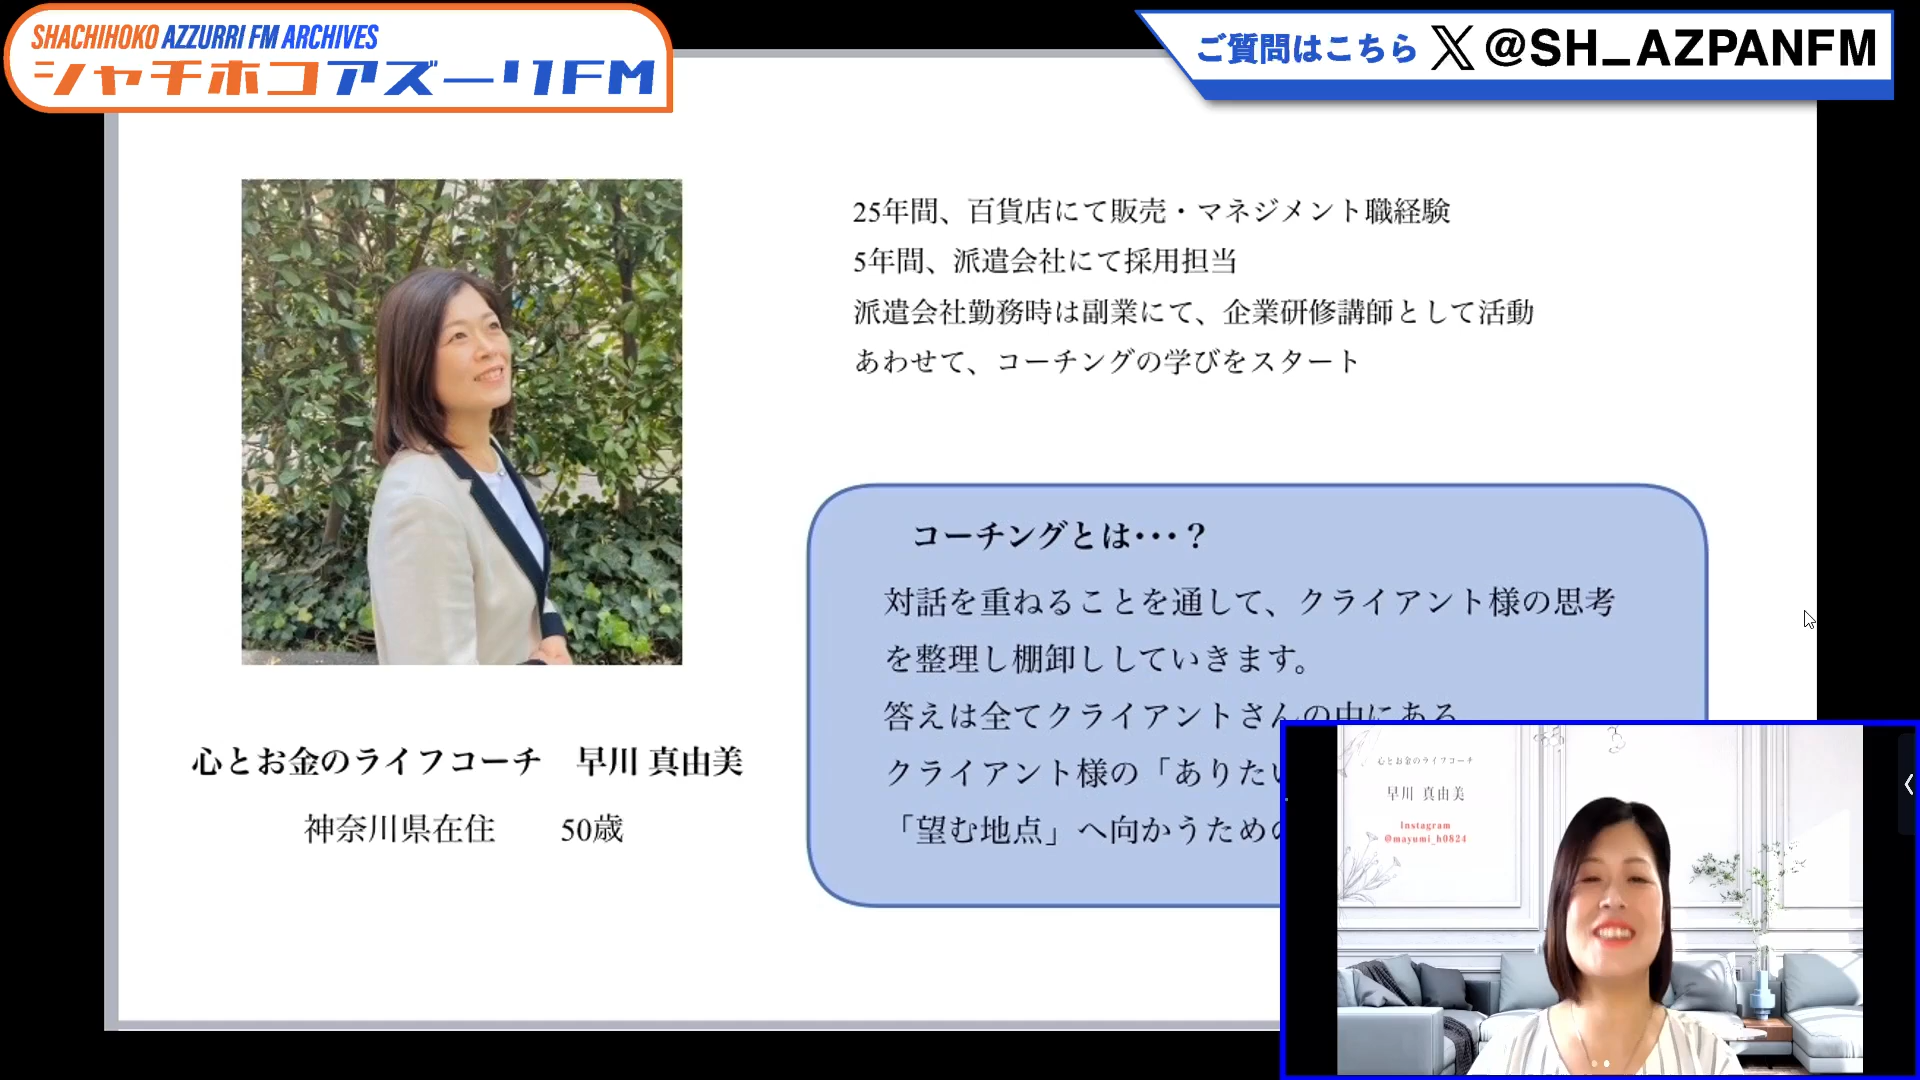 SHACHIHOKO AZZURRI FM ARCHIVES
シャチホコアズーリFM
ご質問はこちら X @SH_AZPANFM
25年間、百貨店にて販売・マネジメント職経験
5年間、派遣会社にて採用担当
派遣会社勤務時は副業にて、企業研修講師として活動
あわせて、コーチングの学びをスタート
心とお金のライフコーチ 早川 真由美
神奈川県在住 50歳
コーチングとは･･･？
対話を重ねることを通して、クライアント様の思考
を整理し棚卸ししていきます。
答えは全てクライアントさんの中にある
クライアント様の「ありたい
「望む地点」へ向かうための
心とお金のライフコーチ
早川 真由美
Instagram
@mayumi_h0824